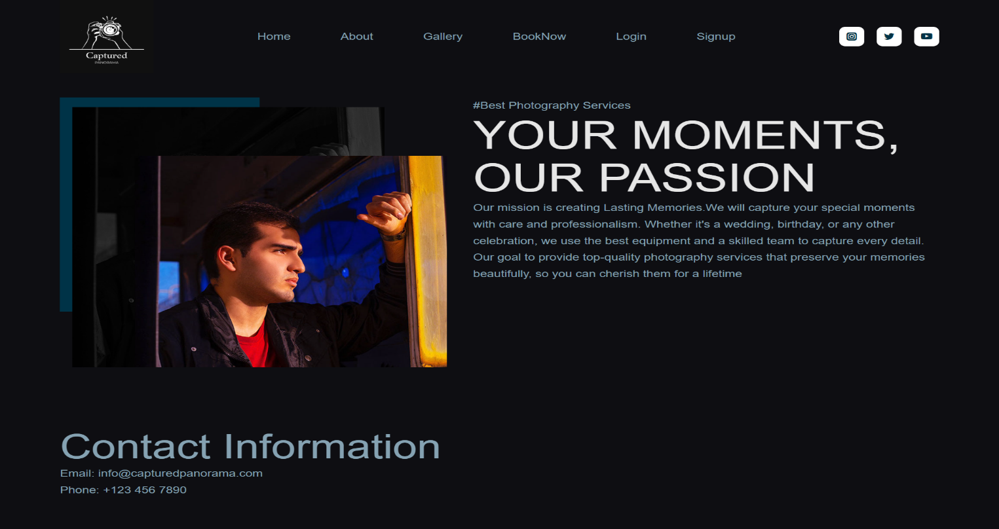 Captured
PANORAMA
Home About Gallery BookNow Login Signup
#Best Photography Services
YOUR MOMENTS,
OUR PASSION
Our mission is creating Lasting Memories.We will capture your special moments
with care and professionalism. Whether it's a wedding, birthday, or any other
celebration, we use the best equipment and a skilled team to capture every detail.
Our goal to provide top-quality photography services that preserve your memories
beautifully, so you can cherish them for a lifetime
Contact Information
Email: info@capturedpanorama.com
Phone: +123 456 7890